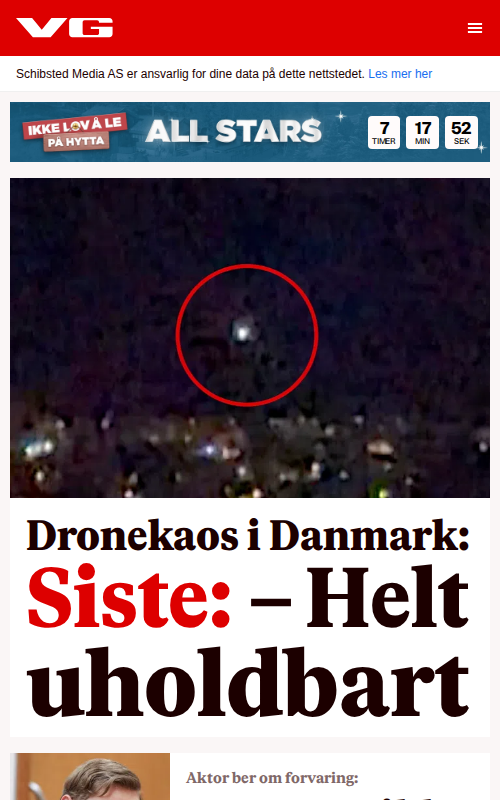 VG
Schibsted Media AS er ansvarlig for dine data på dette nettstedet. Les mer her
IKKE LOV Å LE
PÅ HYTTA
ALL STARS
7 17 52
TIMER MIN SEK
Dronekaos i Danmark:
Siste: – Helt
uholdbart
Aktor ber om forvaring: